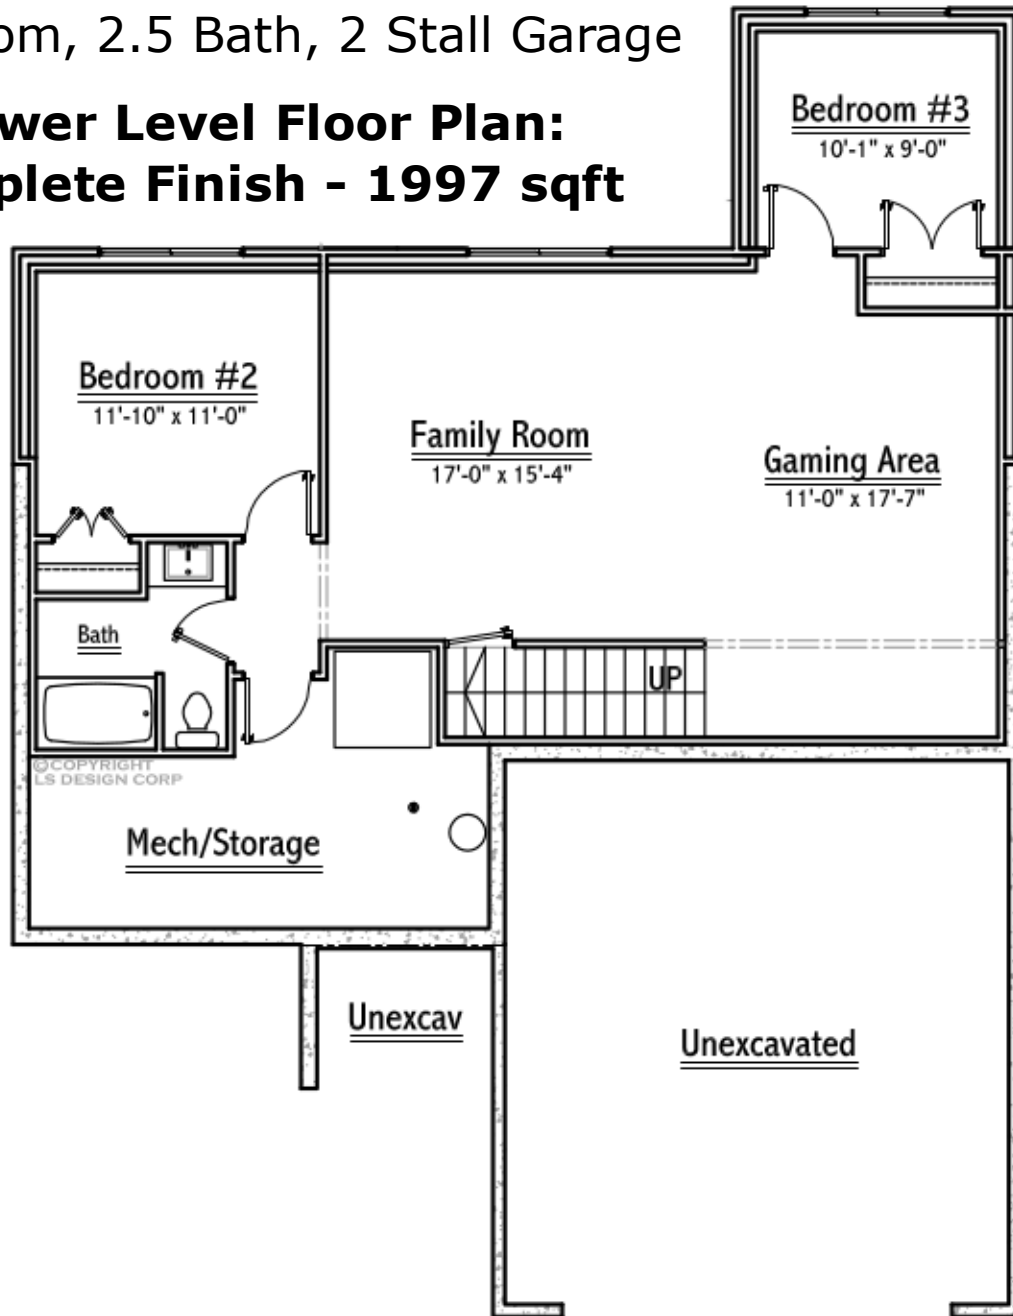 om, 2.5 Bath, 2 Stall Garage
wer Level Floor Plan:
plete Finish - 1997 sqft
Bedroom #3
10'-1" x 9'-0"
Bedroom #2
11'-10" x 11'-0"
Family Room
17'-0" x 15'-4"
Gaming Area
11'-0" x 17'-7"
Bath
UP
©COPYRIGHT
LS DESIGN CORP
Mech/Storage
Unexcav
Unexcavated